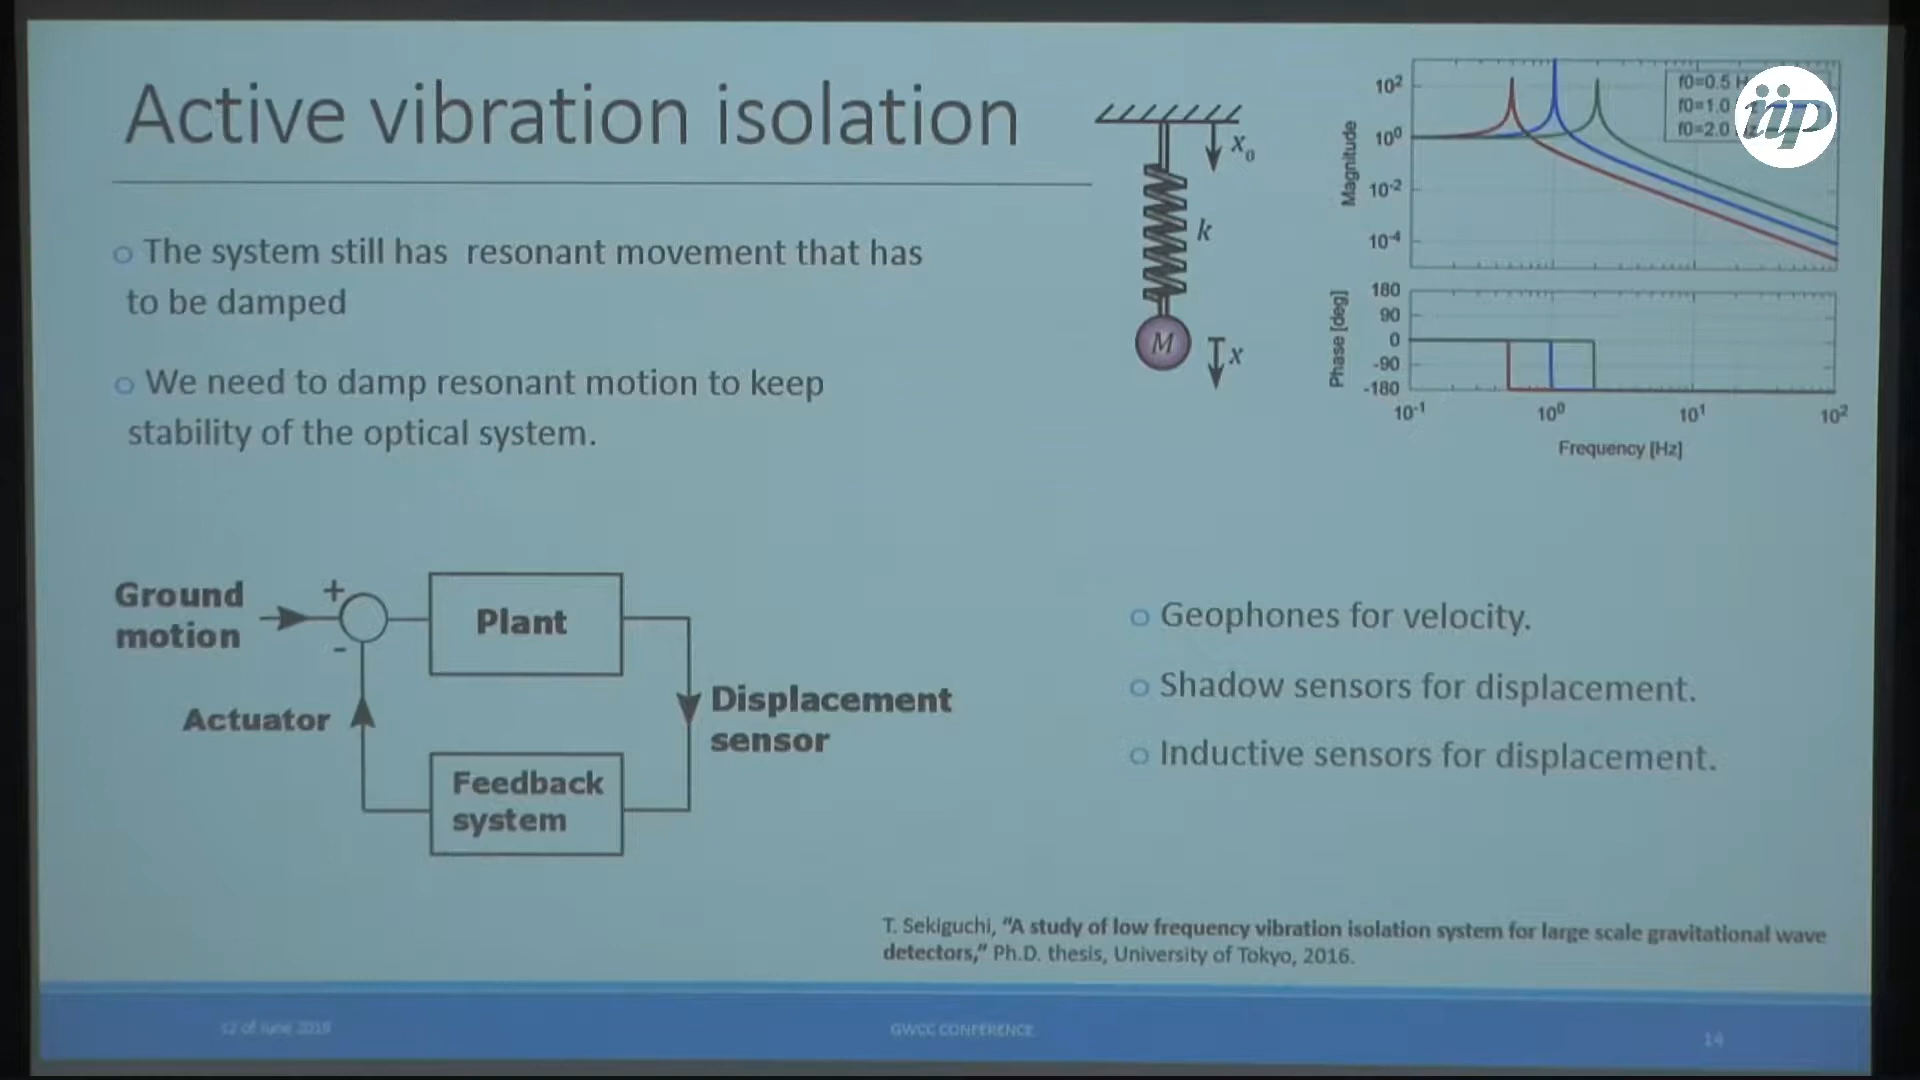 Active vibration isolation
o The system still has resonant movement that has
to be damped
o We need to damp resonant motion to keep
stability of the optical system.
x₀
k
M
x
10²
10⁰
10⁻²
10⁻⁴
Magnitude
f0=0.5 H
f0=1.0
f0=2.0
iip
180
90
0
-90
-180
Phase [deg]
10⁻¹
10⁰
10¹
10²
Frequency [Hz]
Ground
motion
+
-
Plant
Actuator
Displacement
sensor
Feedback
system
o Geophones for velocity.
o Shadow sensors for displacement.
o Inductive sensors for displacement.
T. Sekiguchi, "A study of low frequency vibration isolation system for large scale gravitational wave
detectors," Ph.D. thesis, University of Tokyo, 2016.
GWCC CONFERENCE
14